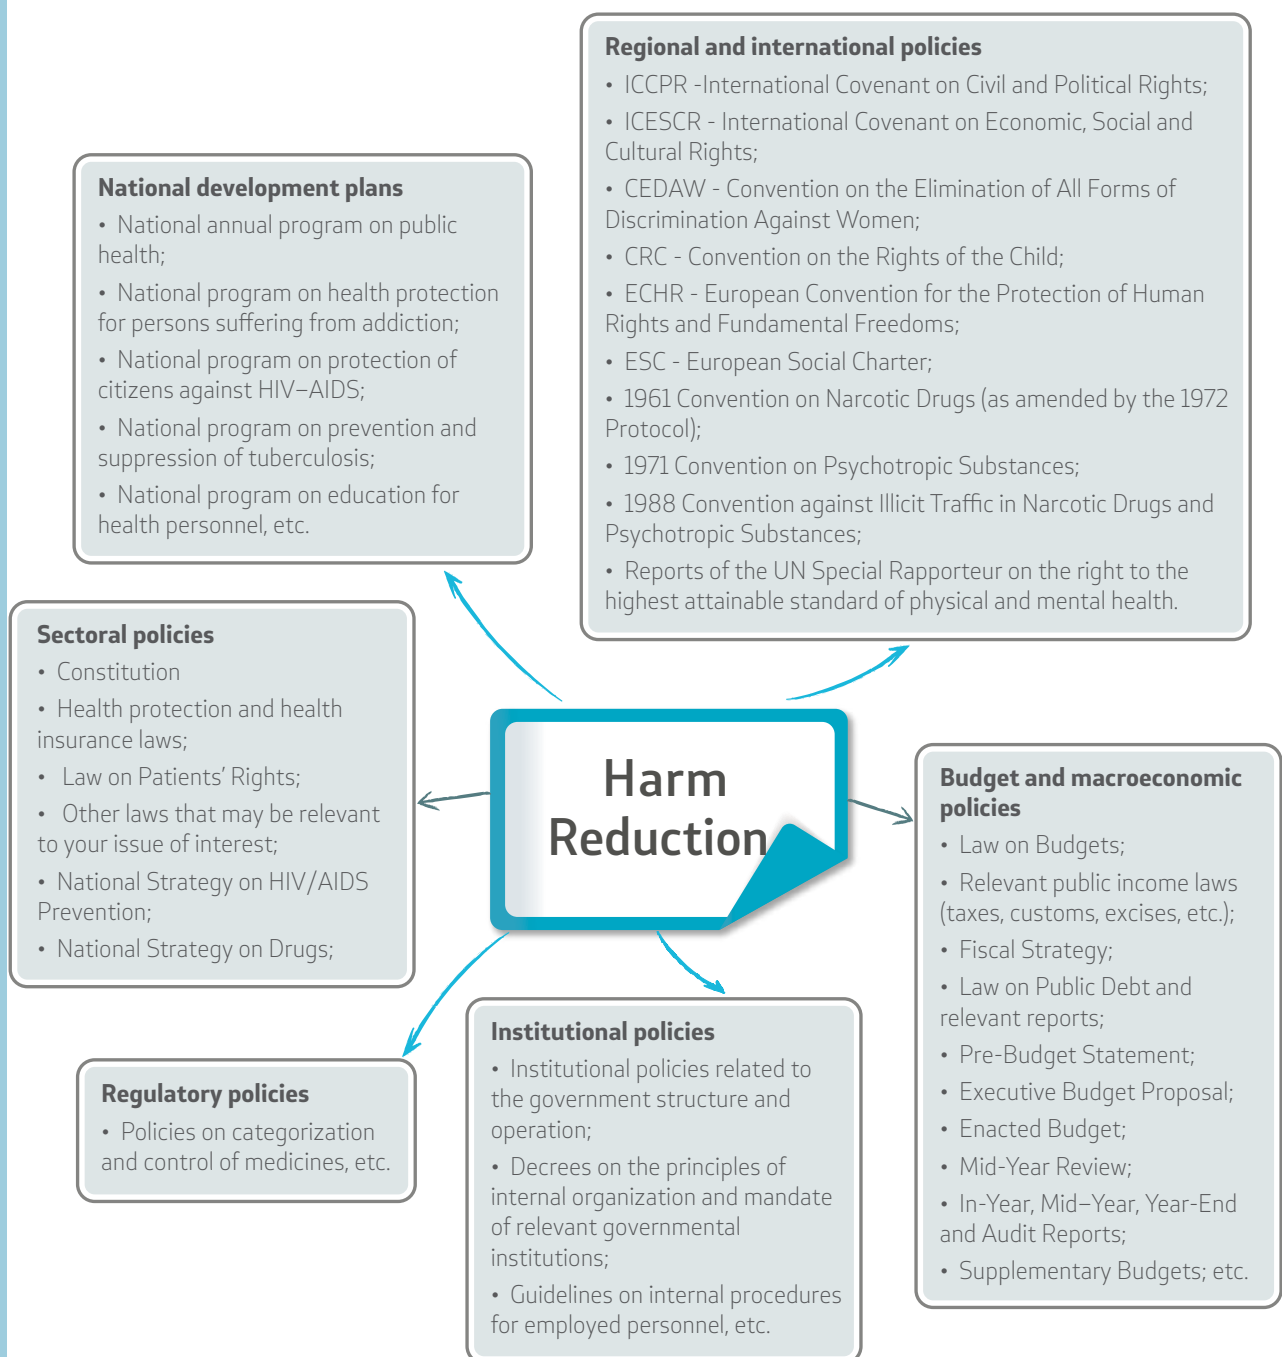 Regional and international policies
• ICCPR -International Covenant on Civil and Political Rights;
• ICESCR - International Covenant on Economic, Social and
Cultural Rights;
• CEDAW - Convention on the Elimination of All Forms of
Discrimination Against Women;
• CRC - Convention on the Rights of the Child;
• ECHR - European Convention for the Protection of Human
Rights and Fundamental Freedoms;
• ESC - European Social Charter;
• 1961 Convention on Narcotic Drugs (as amended by the 1972
Protocol);
• 1971 Convention on Psychotropic Substances;
• 1988 Convention against Illicit Traffic in Narcotic Drugs and
Psychotropic Substances;
• Reports of the UN Special Rapporteur on the right to the
highest attainable standard of physical and mental health.
National development plans
• National annual program on public
health;
• National program on health protection
for persons suffering from addiction;
• National program on protection of
citizens against HIV–AIDS;
• National program on prevention and
suppression of tuberculosis;
• National program on education for
health personnel, etc.
Sectoral policies
• Constitution
• Health protection and health
insurance laws;
• Law on Patients' Rights;
• Other laws that may be relevant
to your issue of interest;
• National Strategy on HIV/AIDS
Prevention;
• National Strategy on Drugs;
Harm
Reduction
Budget and macroeconomic
policies
• Law on Budgets;
• Relevant public income laws
(taxes, customs, excises, etc.);
• Fiscal Strategy;
• Law on Public Debt and
relevant reports;
• Pre-Budget Statement;
• Executive Budget Proposal;
• Enacted Budget;
• Mid-Year Review;
• In-Year, Mid–Year, Year-End
and Audit Reports;
• Supplementary Budgets; etc.
Regulatory policies
• Policies on categorization
and control of medicines, etc.
Institutional policies
• Institutional policies related to
the government structure and
operation;
• Decrees on the principles of
internal organization and mandate
of relevant governmental
institutions;
• Guidelines on internal procedures
for employed personnel, etc.